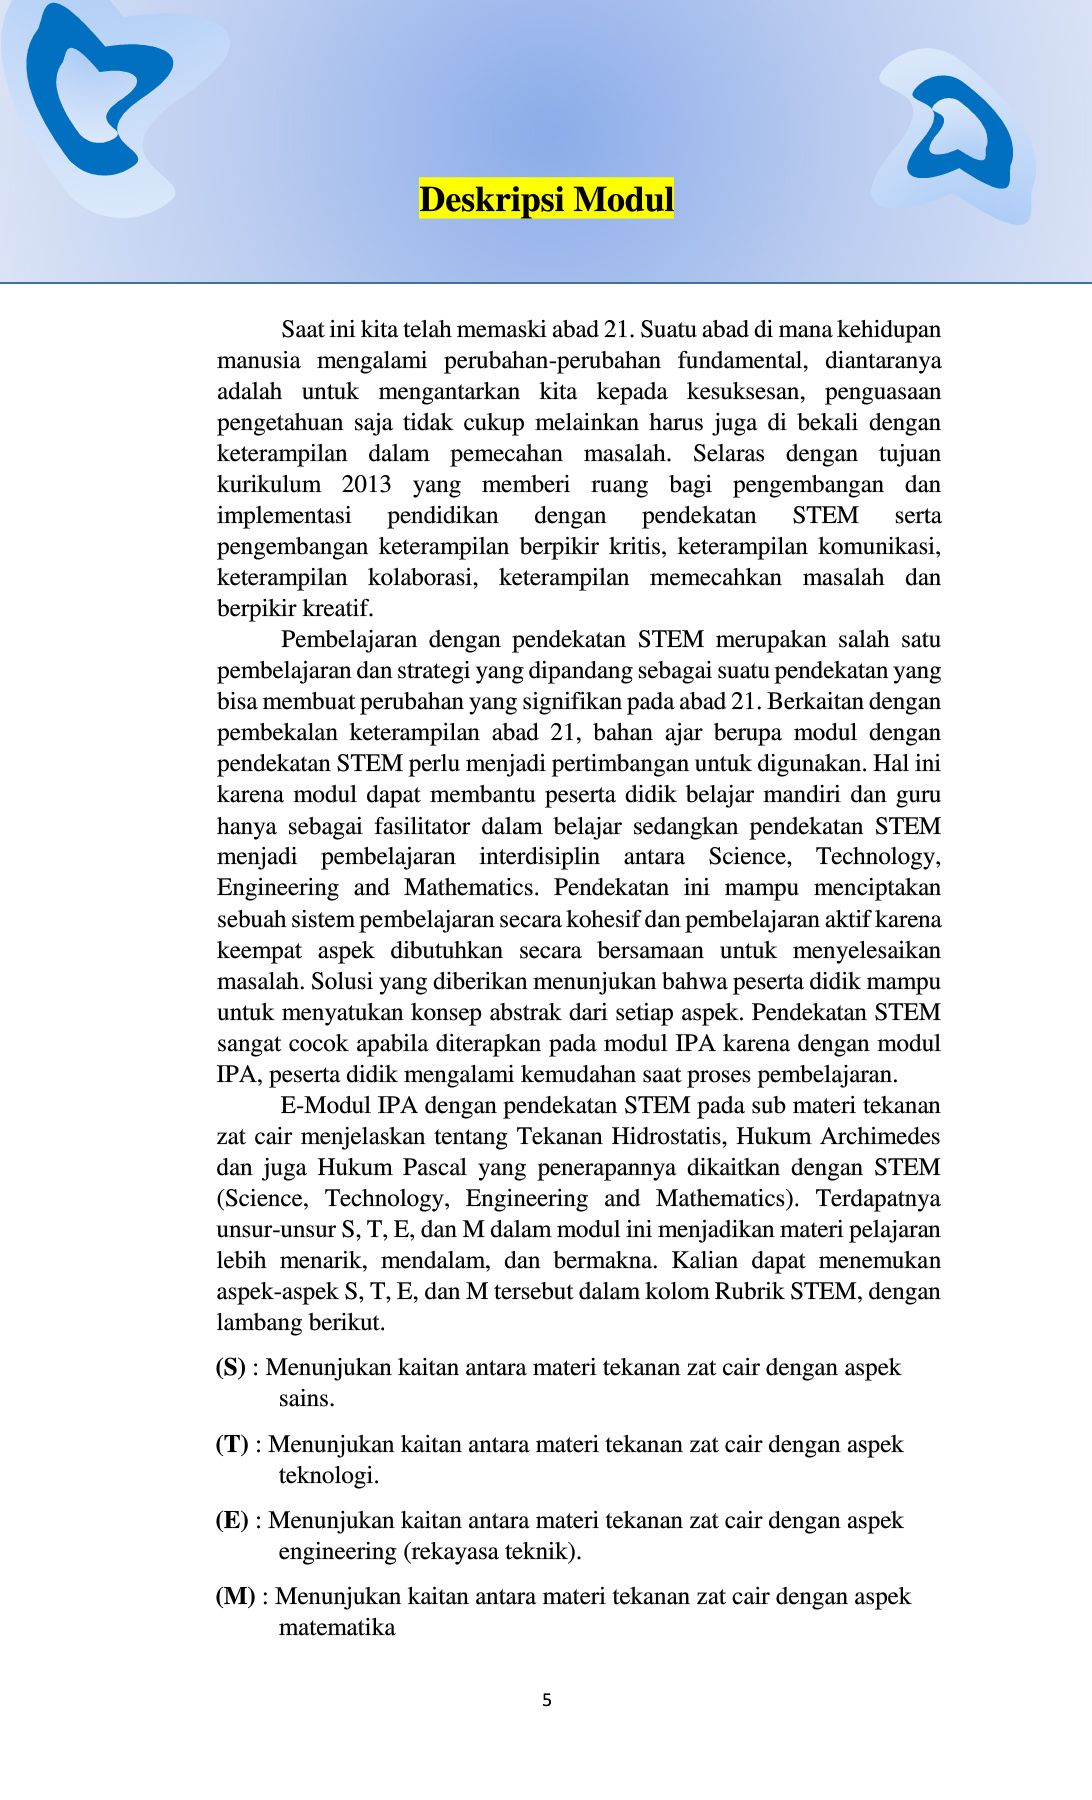 Deskripsi Modul
Saat ini kita telah memaski abad 21. Suatu abad di mana kehidupan
manusia mengalami perubahan-perubahan fundamental, diantaranya
adalah untuk mengantarkan kita kepada kesuksesan, penguasaan
pengetahuan saja tidak cukup melainkan harus juga di bekali dengan
keterampilan dalam pemecahan masalah. Selaras dengan tujuan
kurikulum 2013 yang memberi ruang bagi pengembangan dan
implementasi pendidikan dengan pendekatan STEM serta
pengembangan keterampilan berpikir kritis, keterampilan komunikasi,
keterampilan kolaborasi, keterampilan memecahkan masalah dan
berpikir kreatif.
Pembelajaran dengan pendekatan STEM merupakan salah satu
pembelajaran dan strategi yang dipandang sebagai suatu pendekatan yang
bisa membuat perubahan yang signifikan pada abad 21. Berkaitan dengan
pembekalan keterampilan abad 21, bahan ajar berupa modul dengan
pendekatan STEM perlu menjadi pertimbangan untuk digunakan. Hal ini
karena modul dapat membantu peserta didik belajar mandiri dan guru
hanya sebagai fasilitator dalam belajar sedangkan pendekatan STEM
menjadi pembelajaran interdisiplin antara Science, Technology,
Engineering and Mathematics. Pendekatan ini mampu menciptakan
sebuah sistem pembelajaran secara kohesif dan pembelajaran aktif karena
keempat aspek dibutuhkan secara bersamaan untuk menyelesaikan
masalah. Solusi yang diberikan menunjukan bahwa peserta didik mampu
untuk menyatukan konsep abstrak dari setiap aspek. Pendekatan STEM
sangat cocok apabila diterapkan pada modul IPA karena dengan modul
IPA, peserta didik mengalami kemudahan saat proses pembelajaran.
E-Modul IPA dengan pendekatan STEM pada sub materi tekanan
zat cair menjelaskan tentang Tekanan Hidrostatis, Hukum Archimedes
dan juga Hukum Pascal yang penerapannya dikaitkan dengan STEM
(Science, Technology, Engineering and Mathematics). Terdapatnya
unsur-unsur S, T, E, dan M dalam modul ini menjadikan materi pelajaran
lebih menarik, mendalam, dan bermakna. Kalian dapat menemukan
aspek-aspek S, T, E, dan M tersebut dalam kolom Rubrik STEM, dengan
lambang berikut.
(S) : Menunjukan kaitan antara materi tekanan zat cair dengan aspek
sains.
(T) : Menunjukan kaitan antara materi tekanan zat cair dengan aspek
teknologi.
(E) : Menunjukan kaitan antara materi tekanan zat cair dengan aspek
engineering (rekayasa teknik).
(M) : Menunjukan kaitan antara materi tekanan zat cair dengan aspek
matematika
5